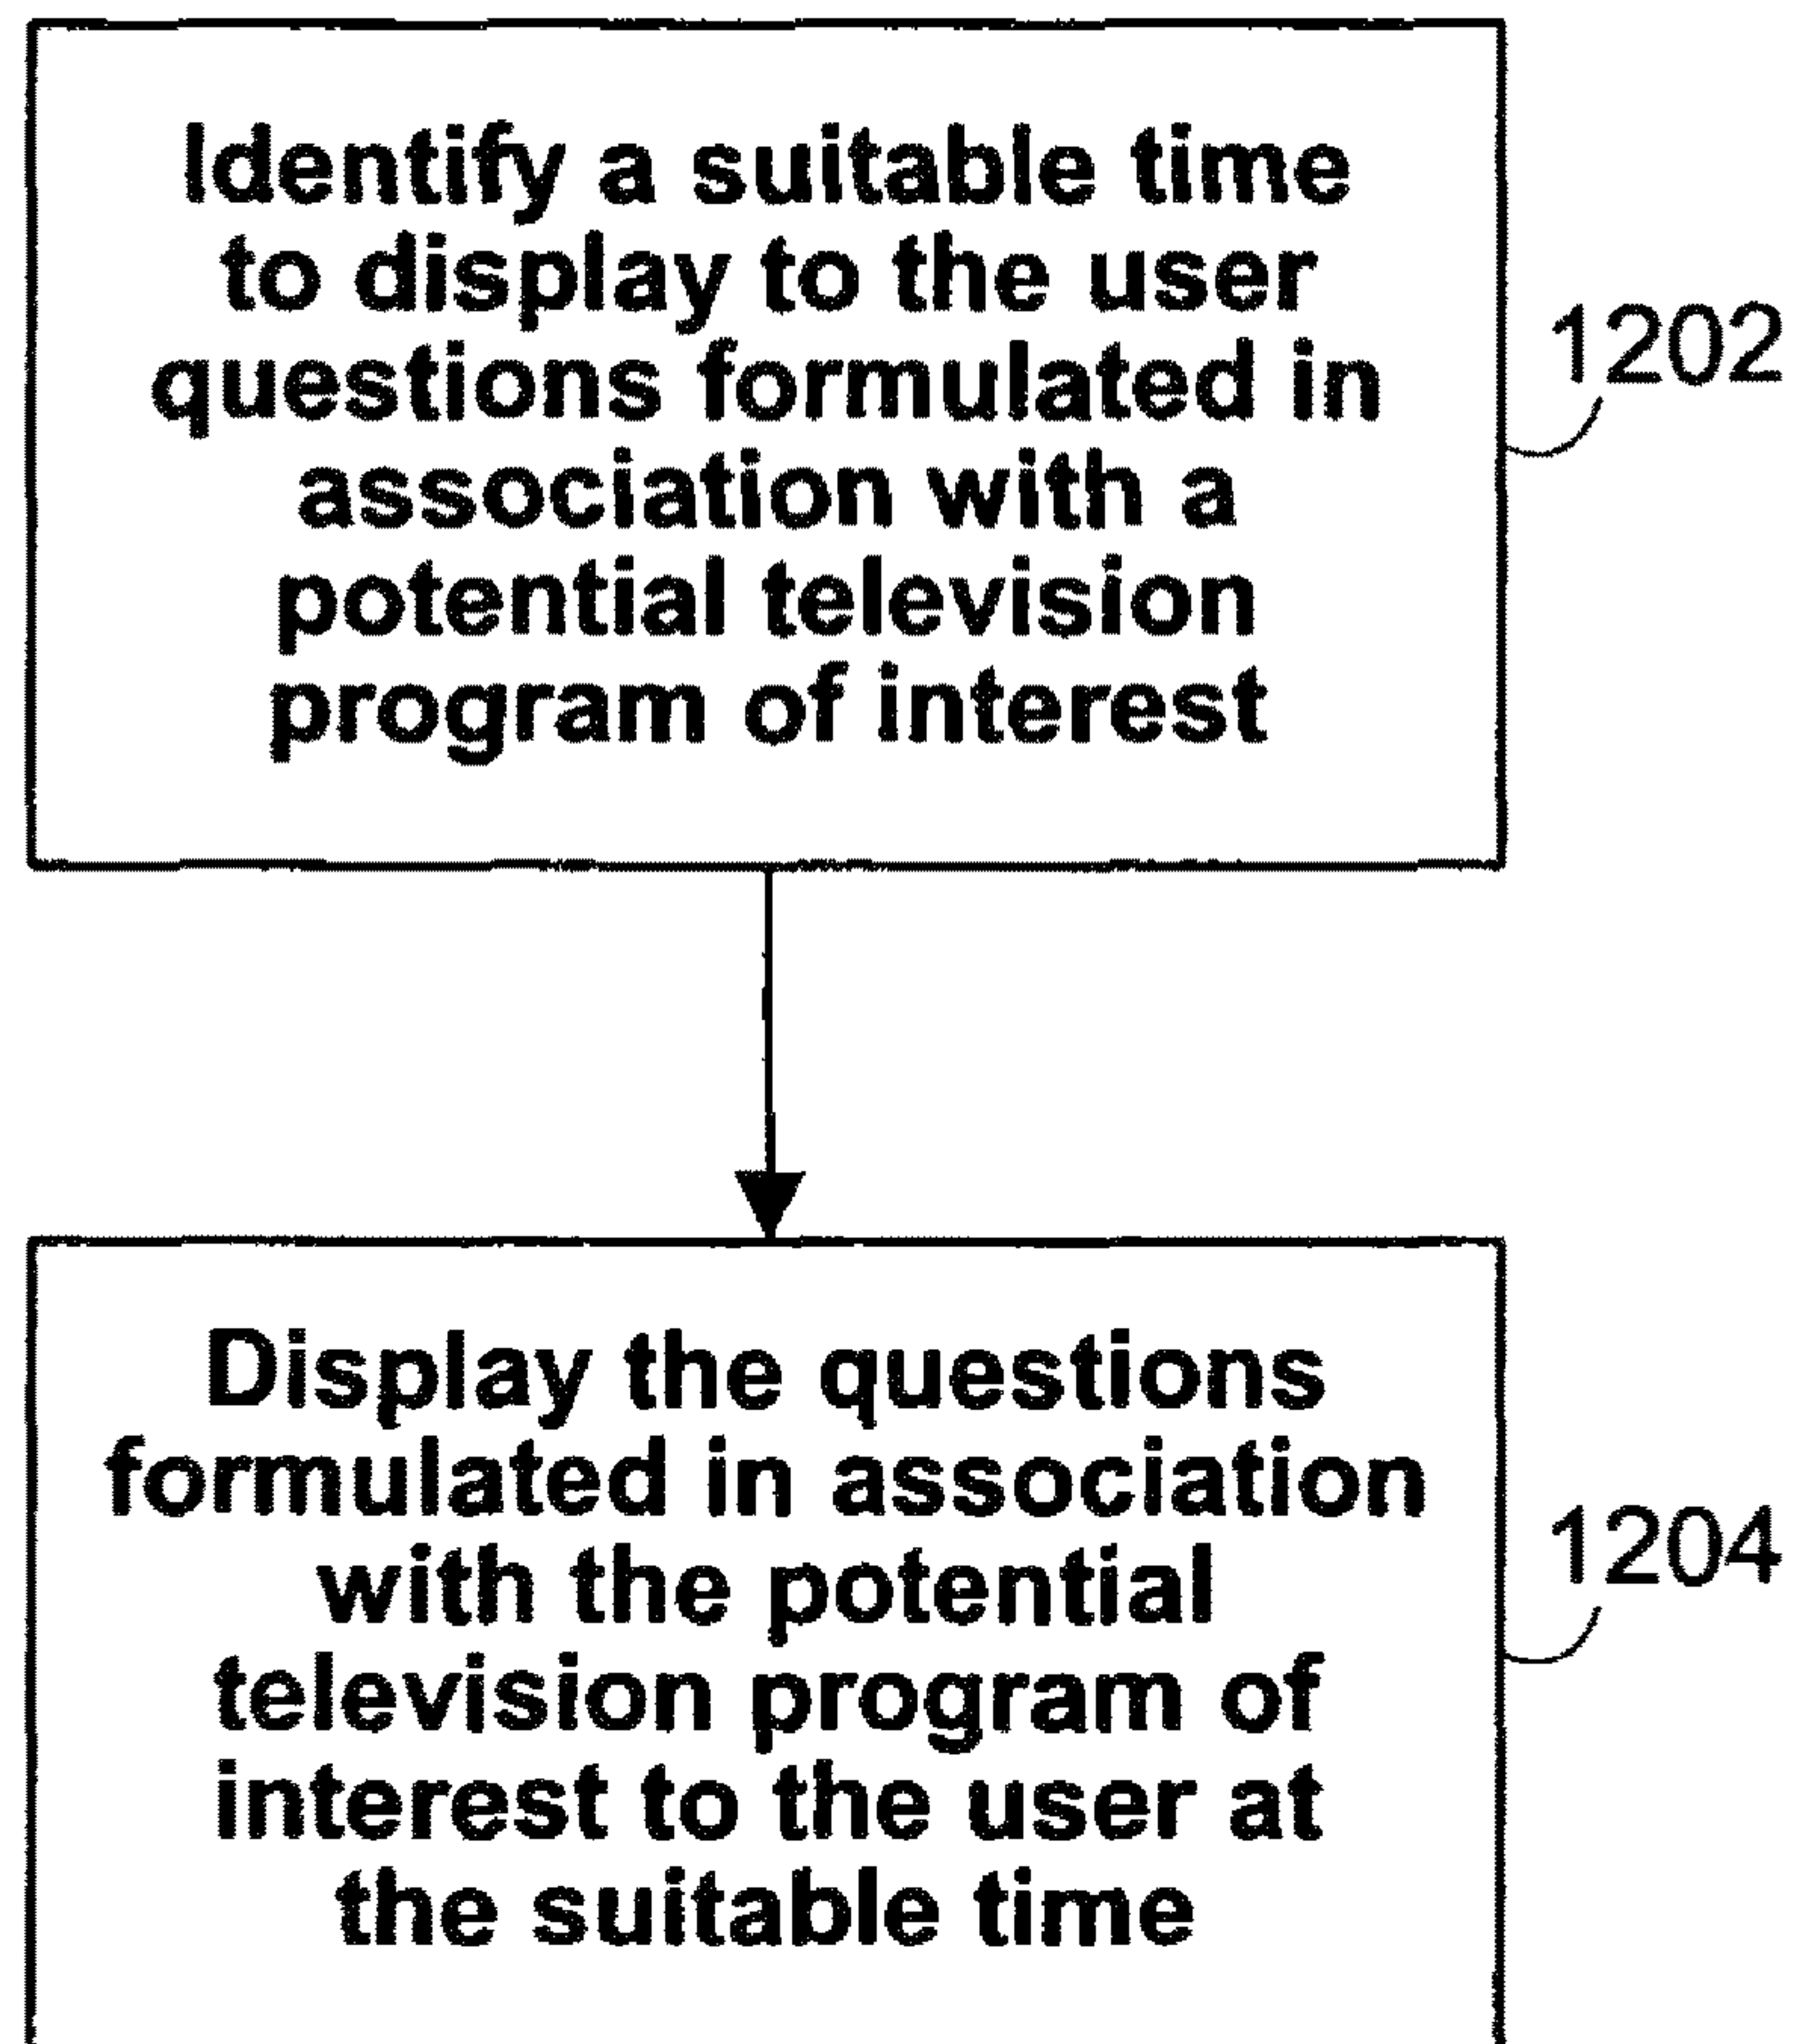 Identify a suitable time
to display to the user
questions formulated in
association with a
potential television
program of interest
1202
Display the questions
formulated in association
with the potential
television program of
interest to the user at
the suitable time
1204